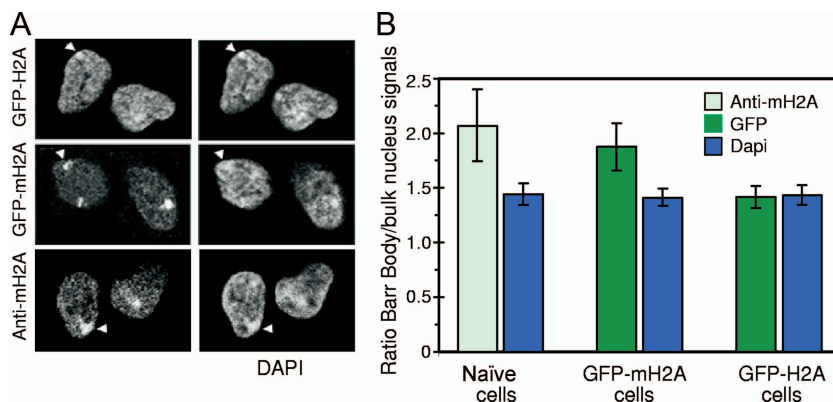 A
GFP-H2A
GFP-mH2A
Anti-mH2A
DAPI
B
Ratio Barr Body/bulk nucleus signals
2.5
2.0
1.5
1.0
0.5
0
Anti-mH2A
GFP
Dapi
Naïve
cells
GFP-mH2A
cells
GFP-H2A
cells